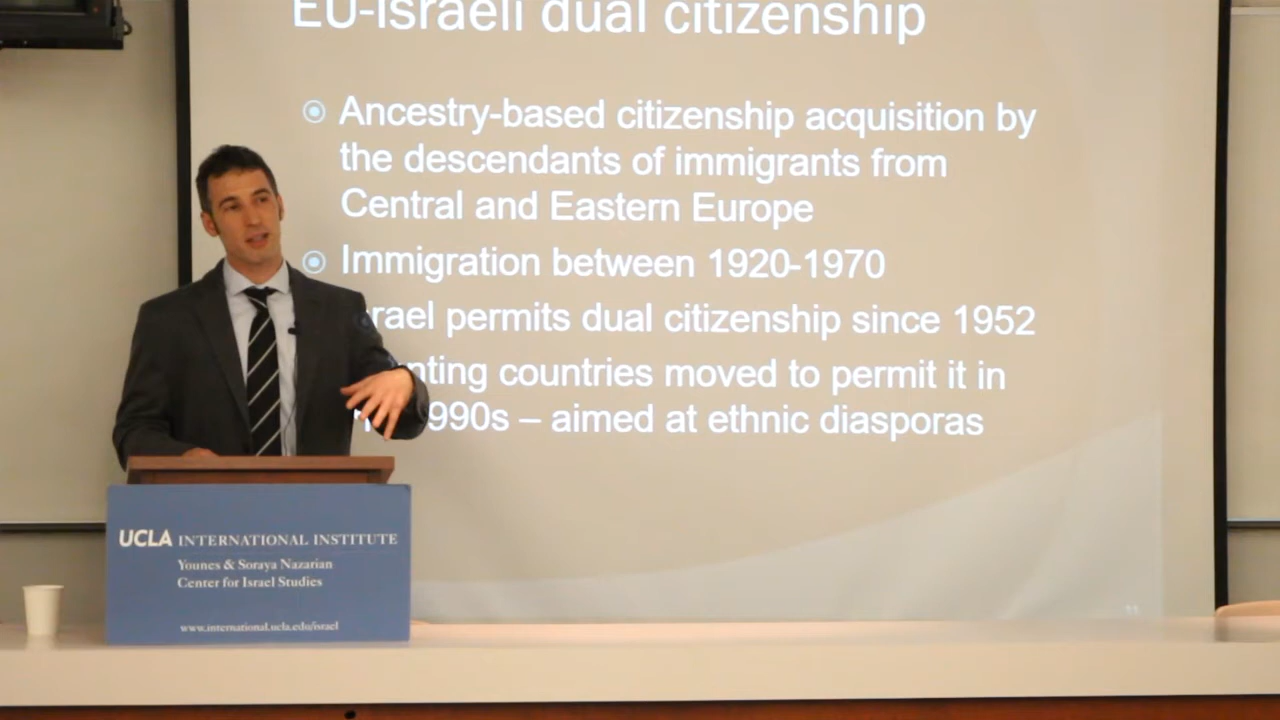 EU-Israeli dual citizenship
Ancestry-based citizenship acquisition by
the descendants of immigrants from
Central and Eastern Europe
Immigration between 1920-1970
permits dual citizenship since 1952
countries moved to permit it in
– aimed at ethnic diasporas
UCLA INTERNATIONAL INSTITUTE
Younes & Soraya Nazarian
Center for Israel Studies
www.international.ucla.edu/israel